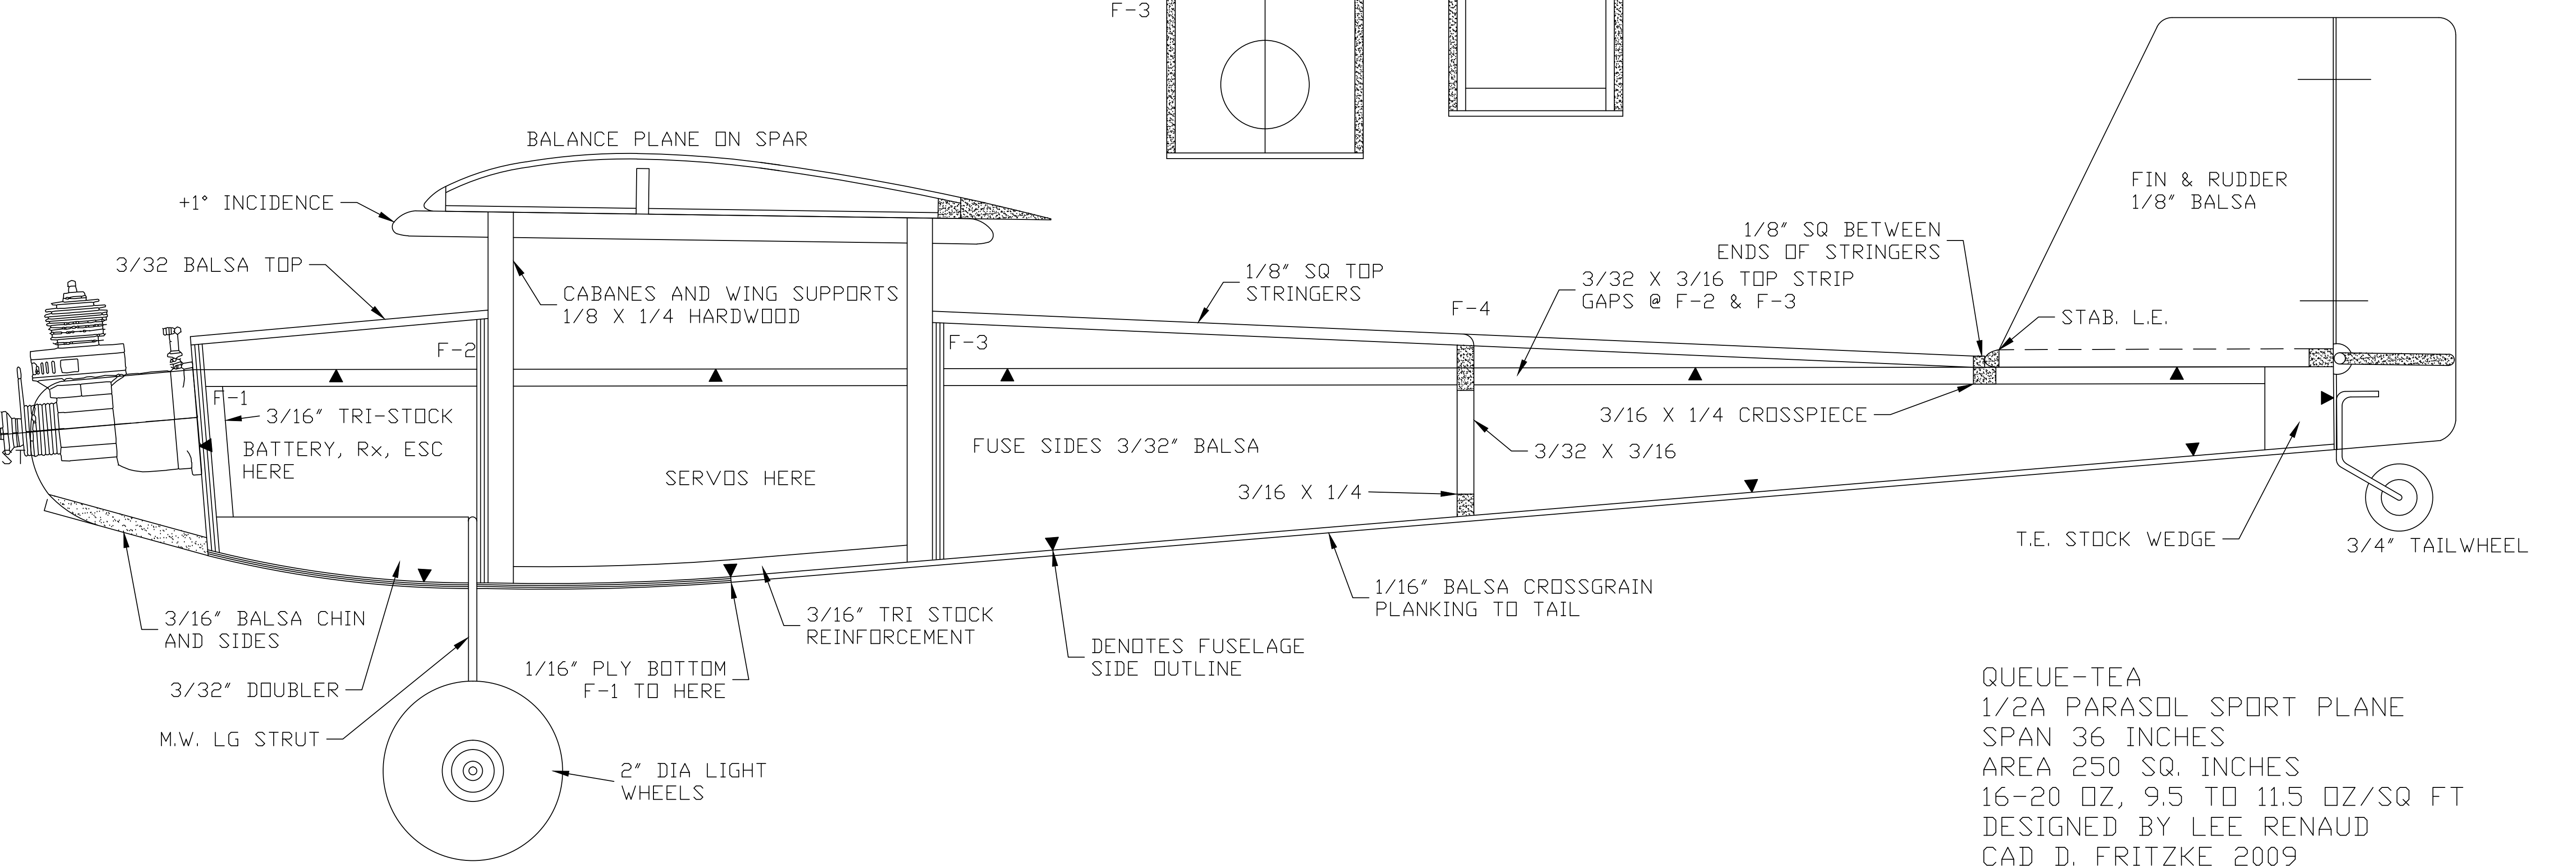 F-3
BALANCE PLANE ON SPAR
+1° INCIDENCE
3/32 BALSA TOP
CABANES AND WING SUPPORTS
1/8 X 1/4 HARDWOOD
F-2
F-3
F-1
3/16" TRI-STOCK
BATTERY, Rx, ESC
HERE
SERVOS HERE
FUSE SIDES 3/32" BALSA
1/8" SQ TOP
STRINGERS
F-4
3/32 X 3/16 TOP STRIP
GAPS @ F-2 & F-3
1/8" SQ BETWEEN
ENDS OF STRINGERS
FIN & RUDDER
1/8" BALSA
STAB. L.E.
3/16 X 1/4 CROSSPIECE
3/32 X 3/16
3/16 X 1/4
T.E. STOCK WEDGE
3/4" TAILWHEEL
3/16" BALSA CHIN
AND SIDES
3/32" DOUBLER
M.W. LG STRUT
1/16" PLY BOTTOM
F-1 TO HERE
3/16" TRI STOCK
REINFORCEMENT
DENOTES FUSELAGE
SIDE OUTLINE
1/16" BALSA CROSSGRAIN
PLANKING TO TAIL
2" DIA LIGHT
WHEELS
QUEUE-TEA
1/2A PARASOL SPORT PLANE
SPAN 36 INCHES
AREA 250 SQ. INCHES
16-20 OZ, 9.5 TO 11.5 OZ/SQ FT
DESIGNED BY LEE RENAUD
CAD D. FRITZKE 2009